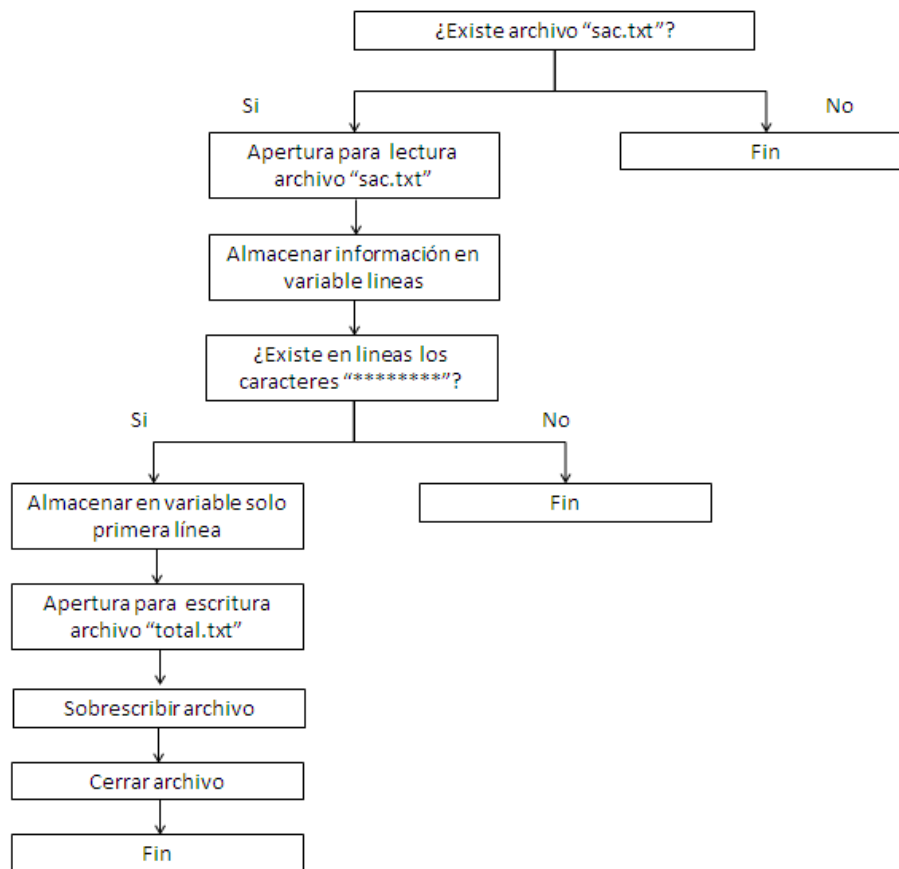 ¿Existe archivo “sac.txt”?
Si
No
Apertura para lectura
archivo “sac.txt”
Fin
Almacenar información en
variable lineas
¿Existe en lineas los
caracteres “********”?
Si
No
Almacenar en variable solo
primera línea
Fin
Apertura para escritura
archivo “total.txt”
Sobrescribir archivo
Cerrar archivo
Fin